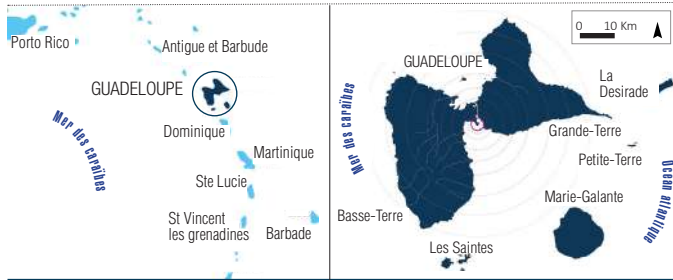 Porto Rico
Antigue et Barbude
GUADELOUPE
Mer des caraïbes
Dominique
Martinique
Ste Lucie
St Vincent
les grenadines
Barbade
0 10 Km
GUADELOUPE
La
Desirade
Mer des caraïbes
Grande-Terre
Petite-Terre
Océan atlantique
Marie-Galante
Basse-Terre
Les Saintes